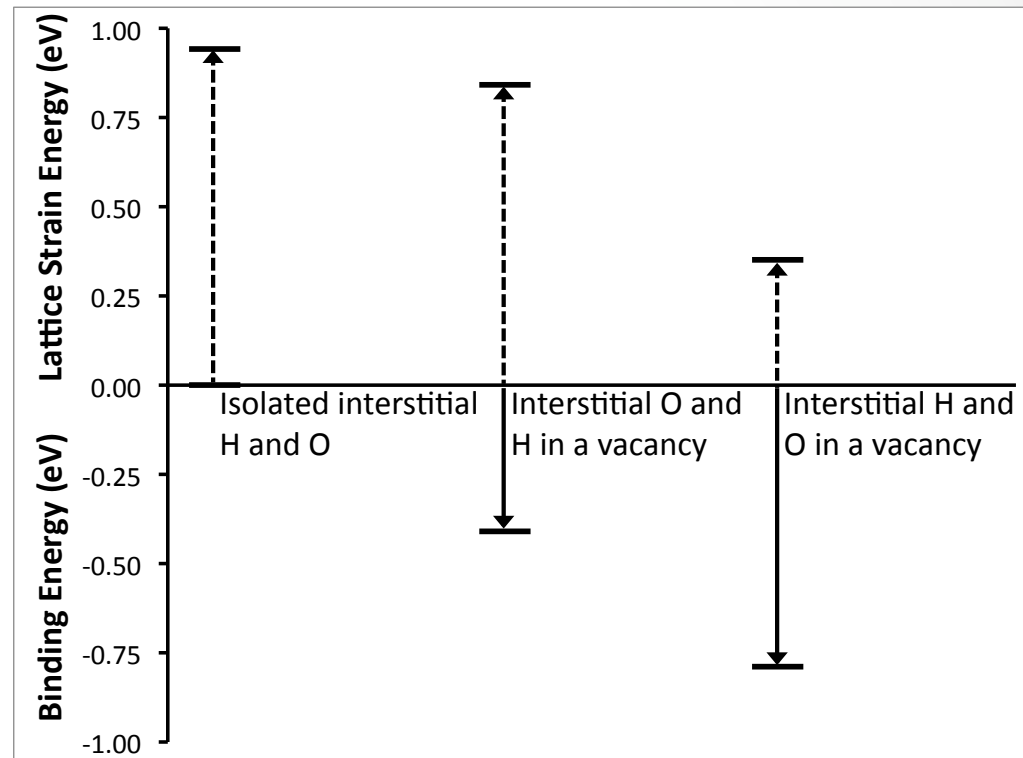 Lattice Strain Energy (eV)
Binding Energy (eV)
1.00
0.75
0.50
0.25
0.00
-0.25
-0.50
-0.75
-1.00
Isolated interstitial
H and O
Interstitial O and
H in a vacancy
Interstitial H and
O in a vacancy